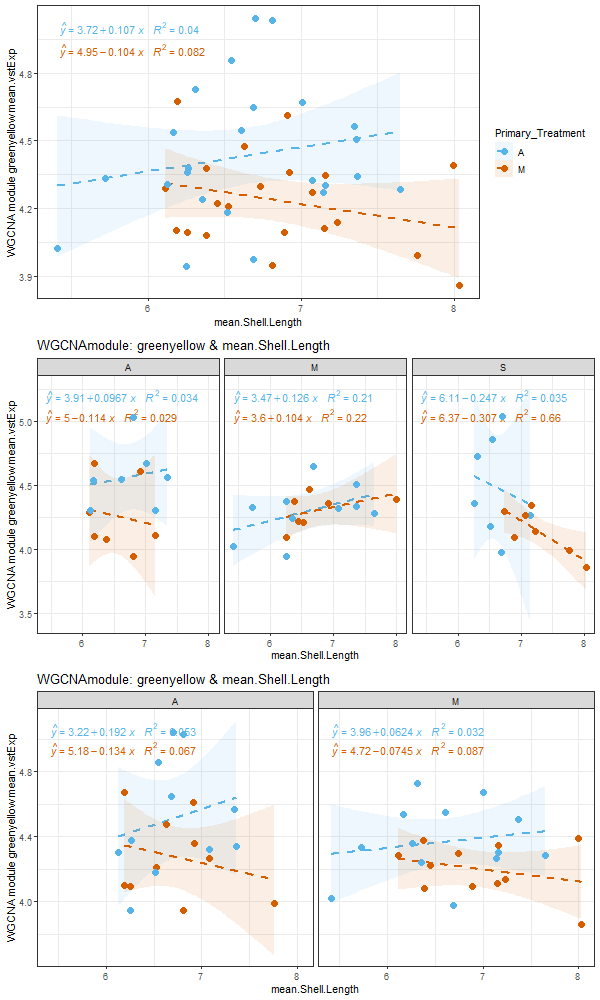 ŷ = 3.72 + 0.107 x R² = 0.04
ŷ = 4.95 − 0.104 x R² = 0.082
4.8
4.5
4.2
3.9
WGCNA module greenyellow mean.vstExp
6 7 8
mean.Shell.Length
Primary_Treatment
A
M
WGCNAmodule: greenyellow & mean.Shell.Length
A M S
ŷ = 3.91 + 0.0967 x R² = 0.034
ŷ = 5 − 0.114 x R² = 0.029
ŷ = 3.47 + 0.126 x R² = 0.21
ŷ = 3.6 + 0.104 x R² = 0.22
ŷ = 6.11 − 0.247 x R² = 0.035
ŷ = 6.37 − 0.307 x R² = 0.66
5.0
4.5
4.0
3.5
WGCNA module greenyellow mean.vstExp
6 7 8 6 7 8 6 7 8
mean.Shell.Length
WGCNAmodule: greenyellow & mean.Shell.Length
A M
ŷ = 3.22 + 0.192 x R² = 0.053
ŷ = 5.18 − 0.134 x R² = 0.067
ŷ = 3.96 + 0.0624 x R² = 0.032
ŷ = 4.72 − 0.0745 x R² = 0.087
4.8
4.4
4.0
WGCNA module greenyellow mean.vstExp
6 7 8 6 7 8
mean.Shell.Length